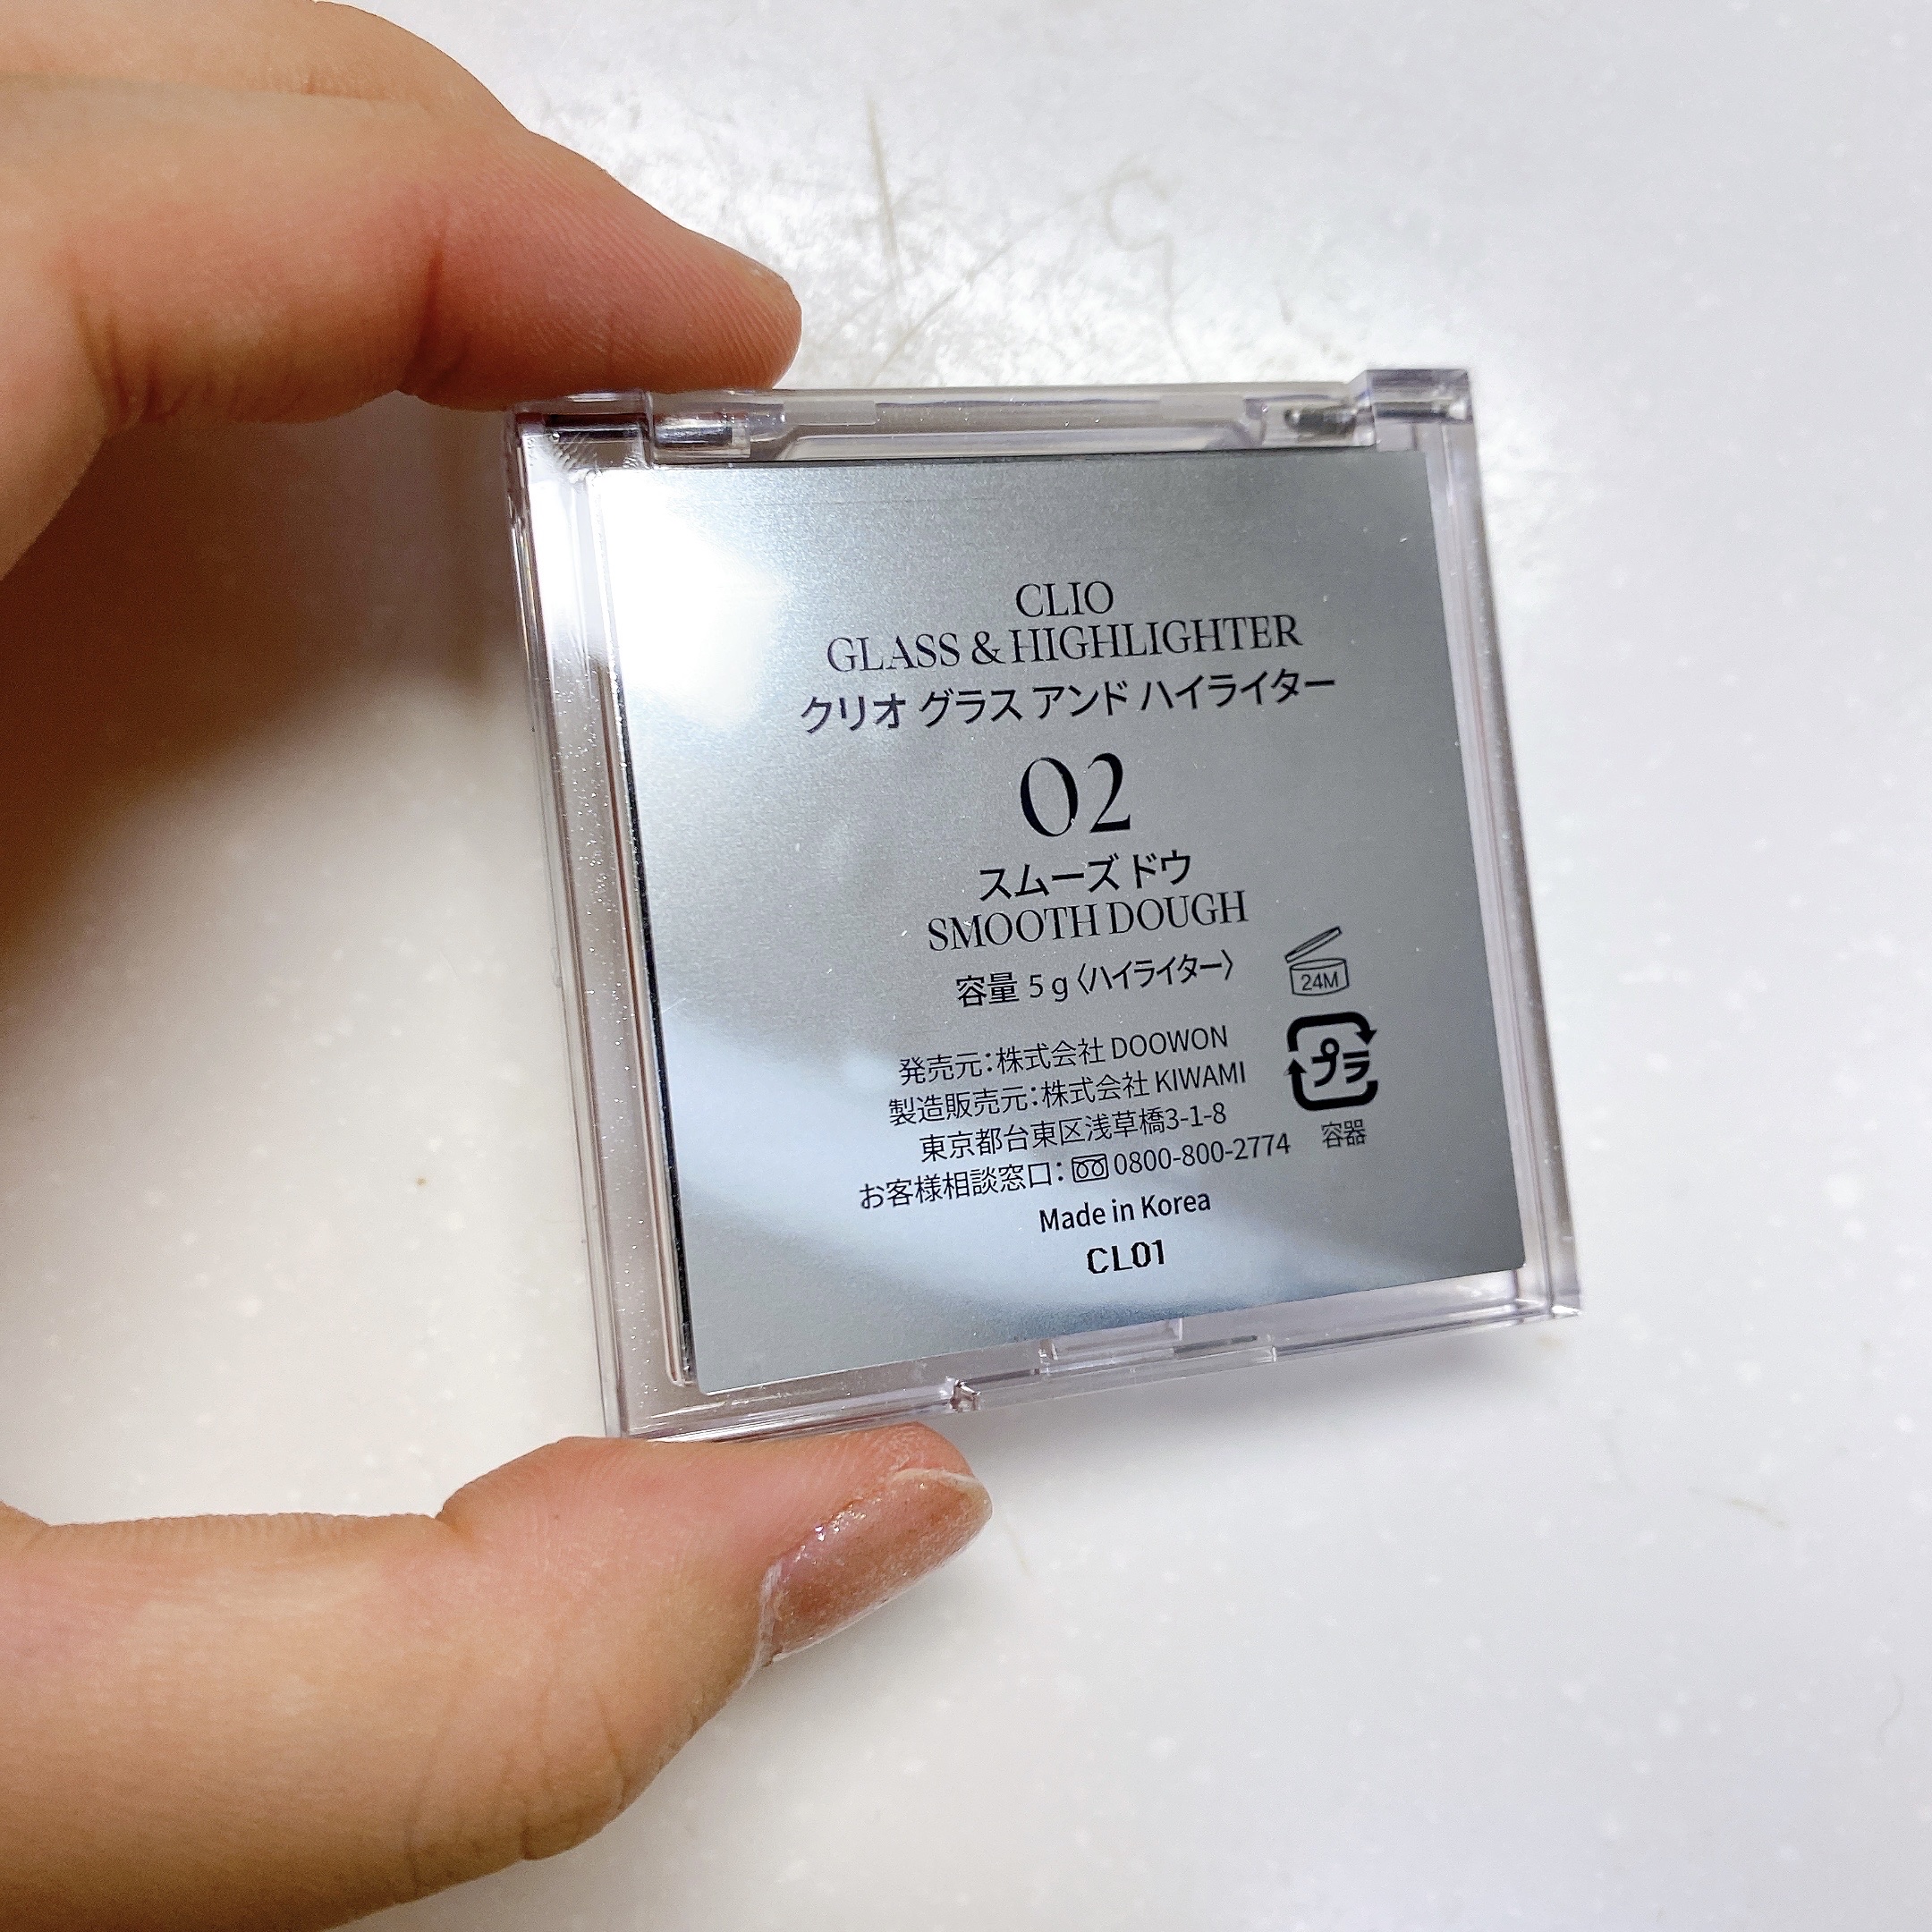 CLIO
GLASS & HIGHLIGHTER
クリオ グラス アンド ハイライター
02
スムーズ ドウ
SMOOTH DOUGH
容量 5 g〈ハイライター〉
24M
発売元：株式会社 DOOWON
製造販売元：株式会社 KIWAMI
東京都台東区浅草橋3-1-8
お客様相談窓口： 0800-800-2774
プラ
容器
Made in Korea
CL01